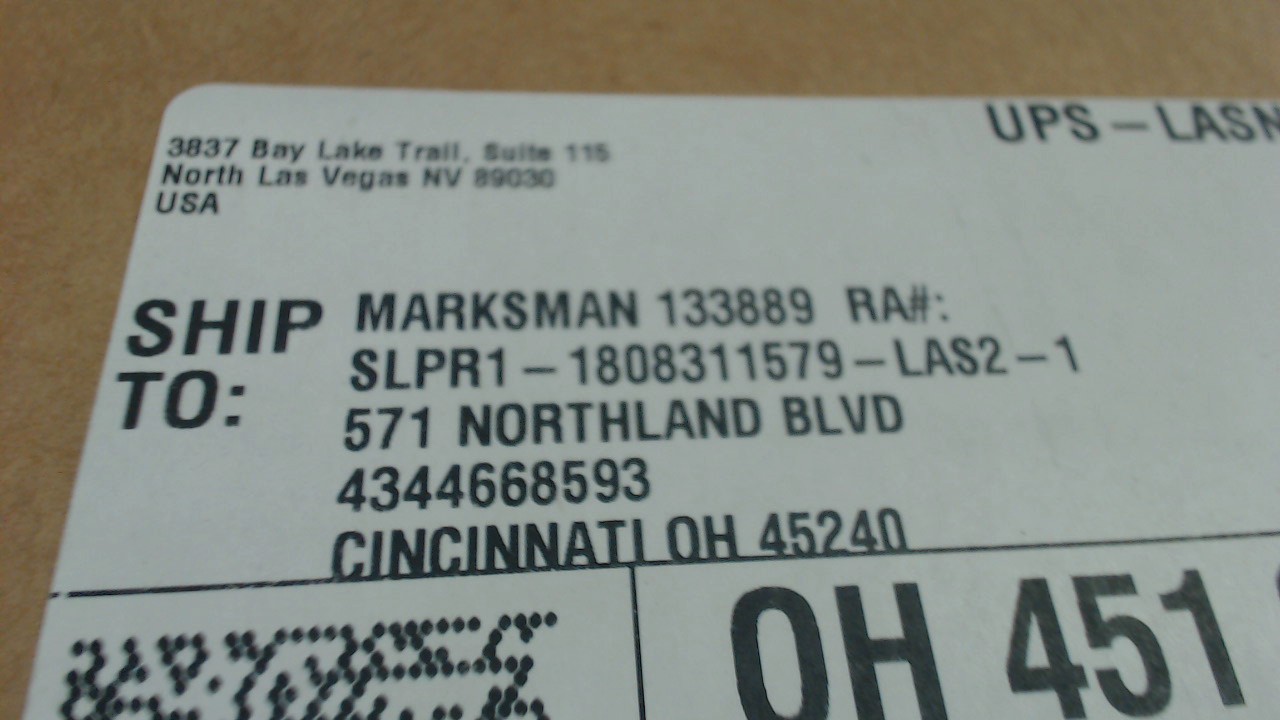 UPS - LASN
3837 Bay Lake Trail, Suite 115
North Las Vegas NV 89030
USA
SHIP TO:
MARKSMAN 133889 RA#:
SLPR1-1808311579-LAS2-1
571 NORTHLAND BLVD
4344668593
CINCINNATI OH 45240
OH 451